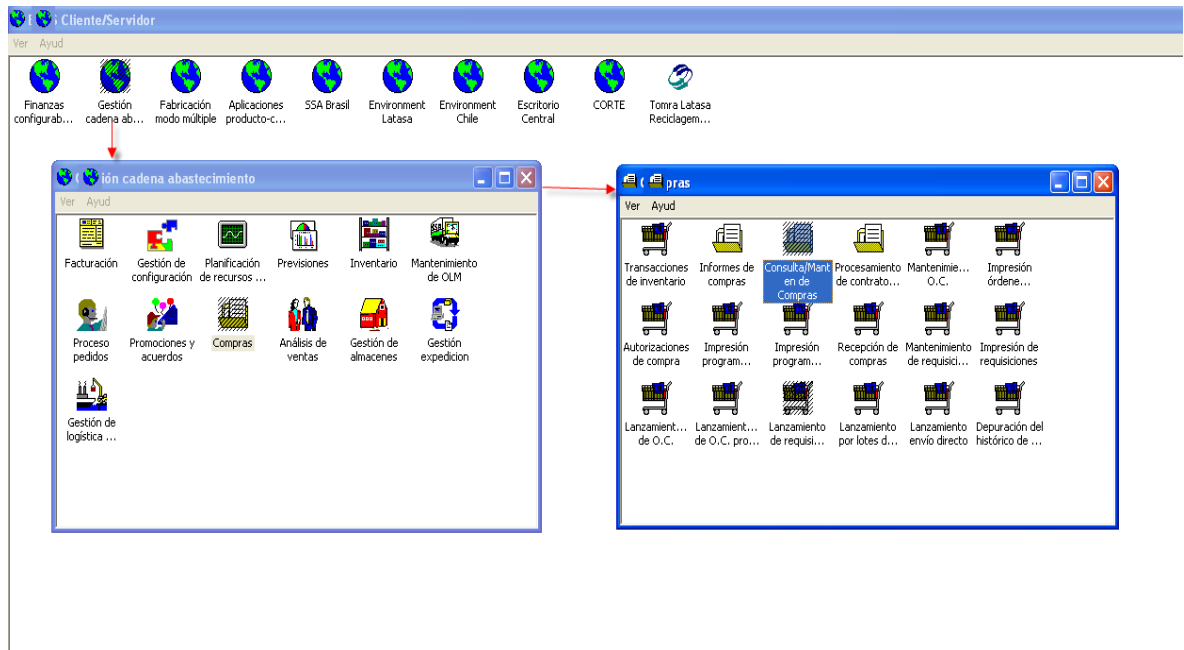 Cliente/Servidor
Ver Ayud
Finanzas
configurab...
Gestión
cadena ab...
Fabricación
modo múltiple
Aplicaciones
producto-c...
SSA Brasil
Environment
Latasa
Environment
Chile
Escritorio
Central
CORTE
Tomra Latasa
Reciclagem...
ión cadena abastecimiento
Ver Ayud
Facturación
Gestión de
configuración
Planificación
de recursos ...
Previsiones
Inventario
Mantenimiento
de OLM
Proceso
pedidos
Promociones y
acuerdos
Compras
Análisis de
ventas
Gestión de
almacenes
Gestión
expedicion
Gestión de
logística ...
pras
Ver Ayud
Transacciones
de inventario
Informes de
compras
Consulta/Mant
en de
Compras
Procesamiento
de contrato...
Mantenimie...
O.C.
Impresión
órdene...
Autorizaciones
de compra
Impresión
program...
Impresión
program...
Recepción de
compras
Mantenimiento
de requisici...
Impresión de
requisiciones
Lanzamient...
de O.C.
Lanzamient...
de O.C. pro...
Lanzamiento
de requisi...
Lanzamiento
por lotes d...
Lanzamiento
envío directo
Depuración del
histórico de ...